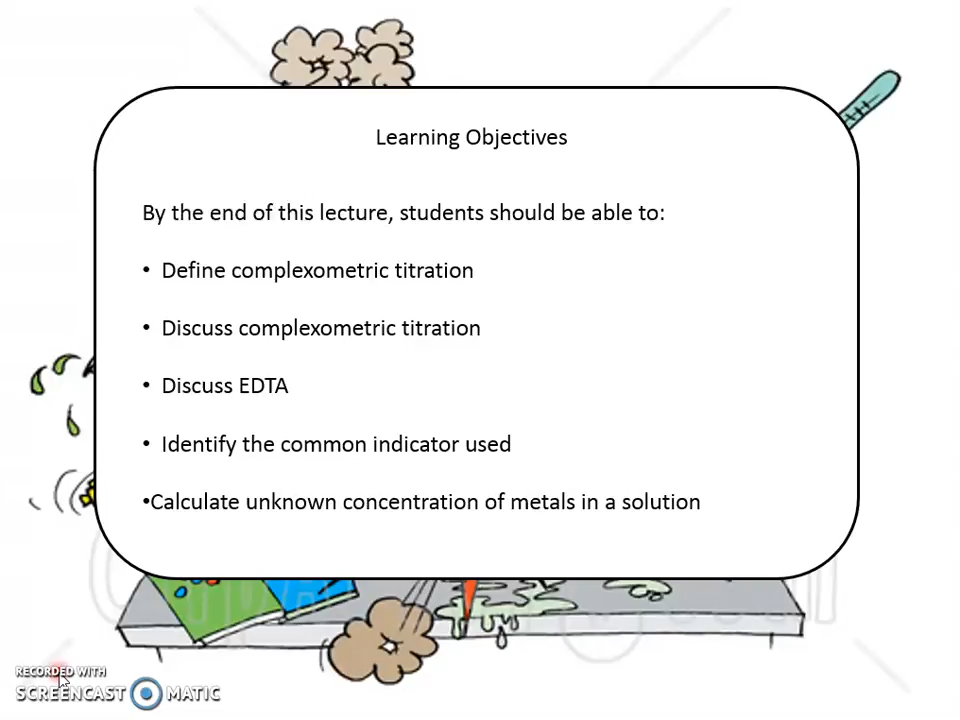 Learning Objectives
By the end of this lecture, students should be able to:
• Define complexometric titration
• Discuss complexometric titration
• Discuss EDTA
• Identify the common indicator used
•Calculate unknown concentration of metals in a solution
RECORDED WITH
SCREENCAST MATIC